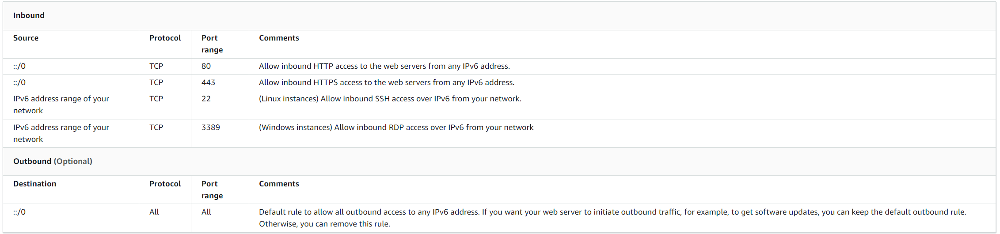 Inbound
Source Protocol Port range Comments
::/0 TCP 80 Allow inbound HTTP access to the web servers from any IPv6 address.
::/0 TCP 443 Allow inbound HTTPS access to the web servers from any IPv6 address.
IPv6 address range of your network TCP 22 (Linux instances) Allow inbound SSH access over IPv6 from your network.
IPv6 address range of your network TCP 3389 (Windows instances) Allow inbound RDP access over IPv6 from your network
Outbound (Optional)
Destination Protocol Port range Comments
::/0 All All Default rule to allow all outbound access to any IPv6 address. If you want your web server to initiate outbound traffic, for example, to get software updates, you can keep the default outbound rule.
Otherwise, you can remove this rule.